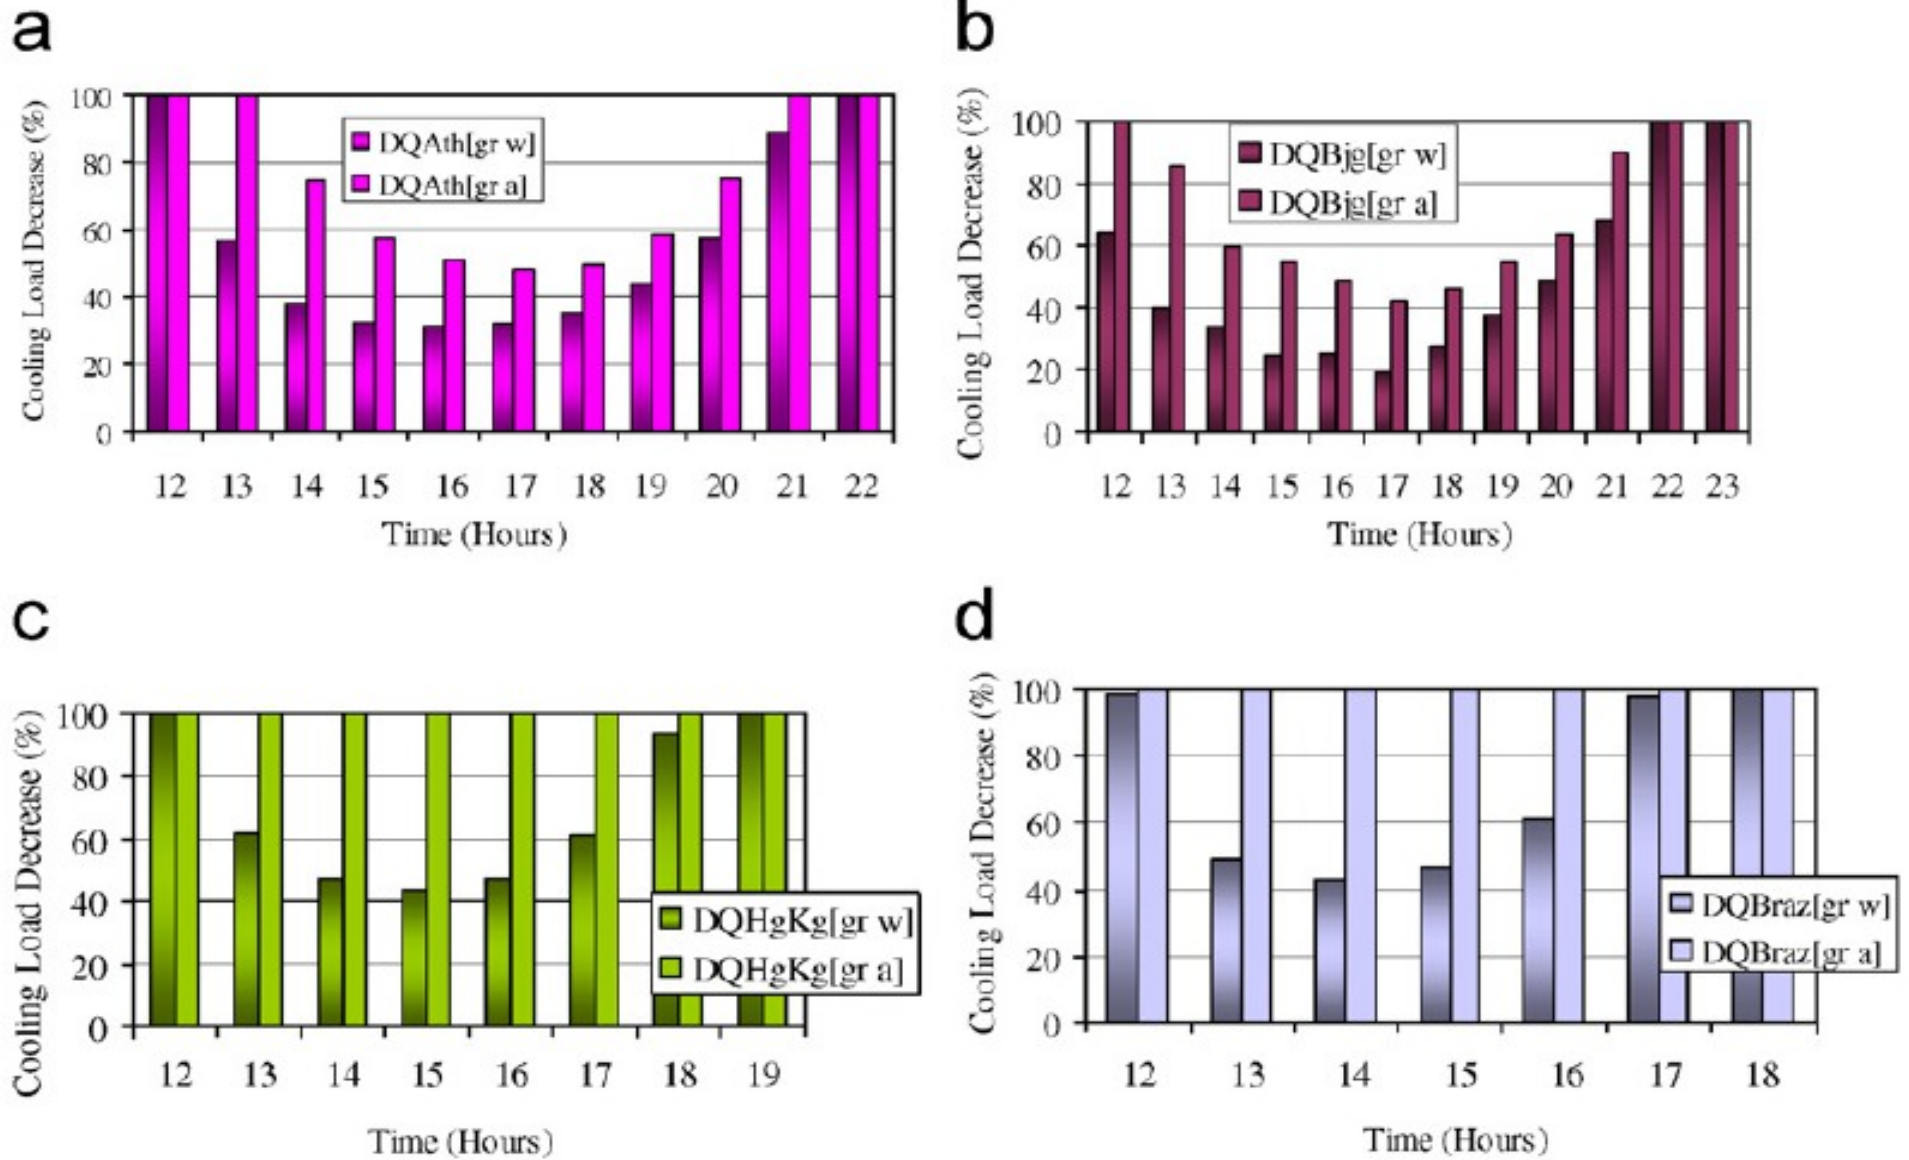 a
Cooling Load Decrease (%)
100
80
60
40
20
0
DQAth[gr w]
DQAth[gr a]
12 13 14 15 16 17 18 19 20 21 22
Time (Hours)
b
Cooling Load Decrease (%)
100
80
60
40
20
0
DQBjg[gr w]
DQBjg[gr a]
12 13 14 15 16 17 18 19 20 21 22 23
Time (Hours)
c
Cooling Load Decrease (%)
100
80
60
40
20
0
DQHgKg[gr w]
DQHgKg[gr a]
12 13 14 15 16 17 18 19
Time (Hours)
d
Cooling Load Decrease (%)
100
80
60
40
20
0
DQBraz[gr w]
DQBraz[gr a]
12 13 14 15 16 17 18
Time (Hours)